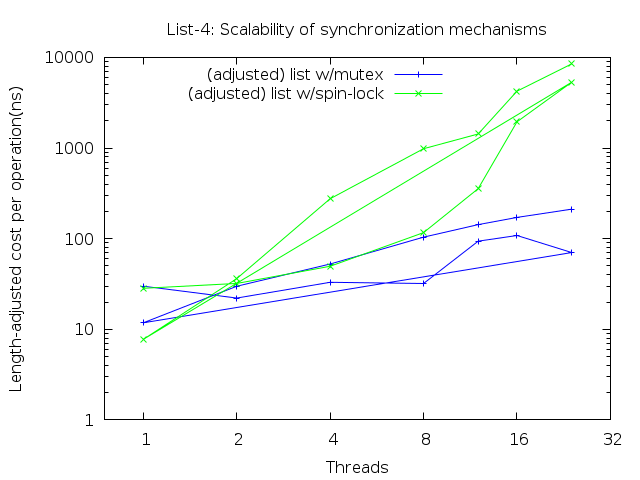 List-4: Scalability of synchronization mechanisms
(adjusted) list w/mutex
(adjusted) list w/spin-lock
Length-adjusted cost per operation(ns)
10000
1000
100
10
1
1 2 4 8 16 32
Threads